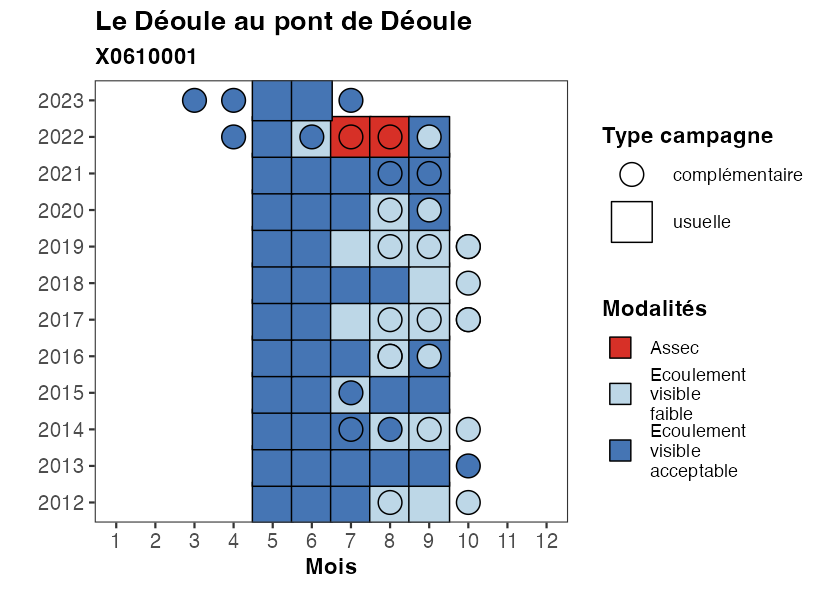 Le Déoule au pont de Déoule
X0610001
2023
2022
2021
2020
2019
2018
2017
2016
2015
2014
2013
2012
1 2 3 4 5 6 7 8 9 10 11 12
Mois
Type campagne
complémentaire
usuelle
Modalités
Assec
Ecoulement
visible
faible
Ecoulement
visible
acceptable